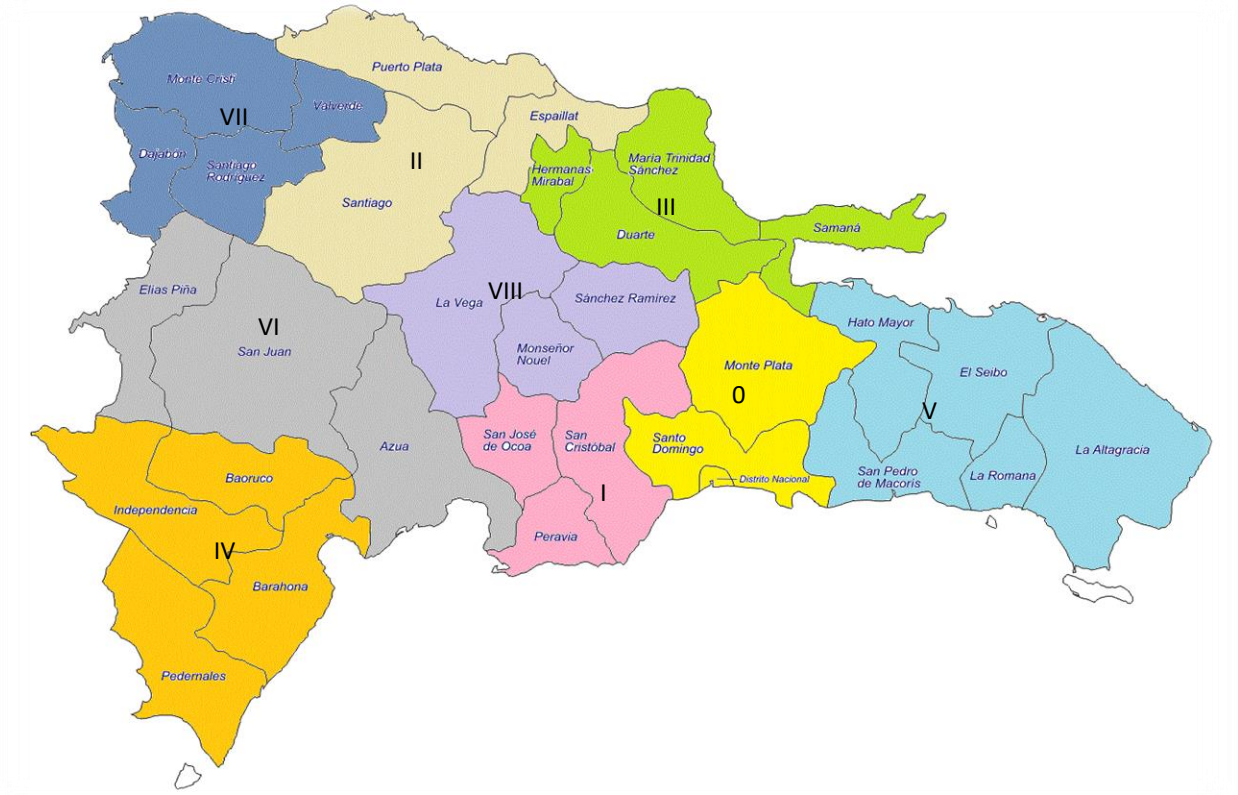 Puerto Plata
Monte Cristi
Valverde
VII
Espaillat
Dajabón
Santiago
Rodríguez
II
Hermanas
Mirabal
María Trinidad
Sánchez
Santiago
III
Duarte
Samaná
Elías Piña
La Vega
VIII
Sánchez Ramírez
VI
San Juan
Hato Mayor
Monseñor
Nouel
Monte Plata
El Seibo
0
V
San José
de Ocoa
San
Cristóbal
Santo
Domingo
Azua
La Altagracia
Baoruco
Distrito Nacional
San Pedro
de Macorís
La Romana
I
Independencia
Peravia
IV
Barahona
Pedernales